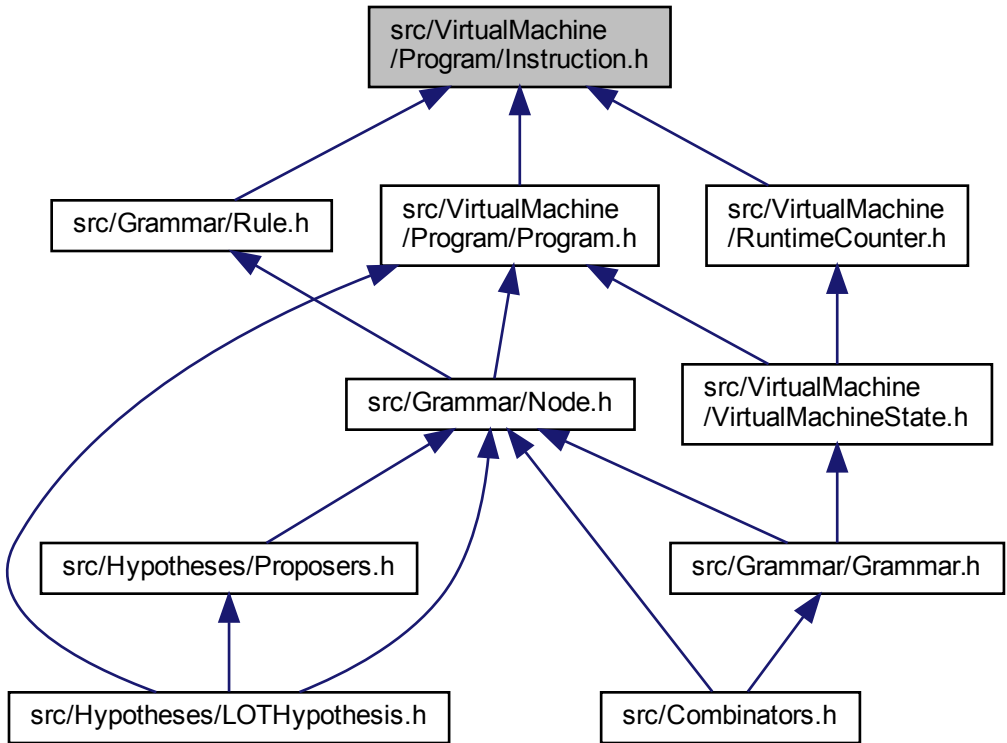 src/VirtualMachine
/Program/Instruction.h
src/Grammar/Rule.h
src/VirtualMachine
/Program/Program.h
src/VirtualMachine
/RuntimeCounter.h
src/Grammar/Node.h
src/VirtualMachine
/VirtualMachineState.h
src/Hypotheses/Proposers.h
src/Grammar/Grammar.h
src/Hypotheses/LOTHypothesis.h
src/Combinators.h